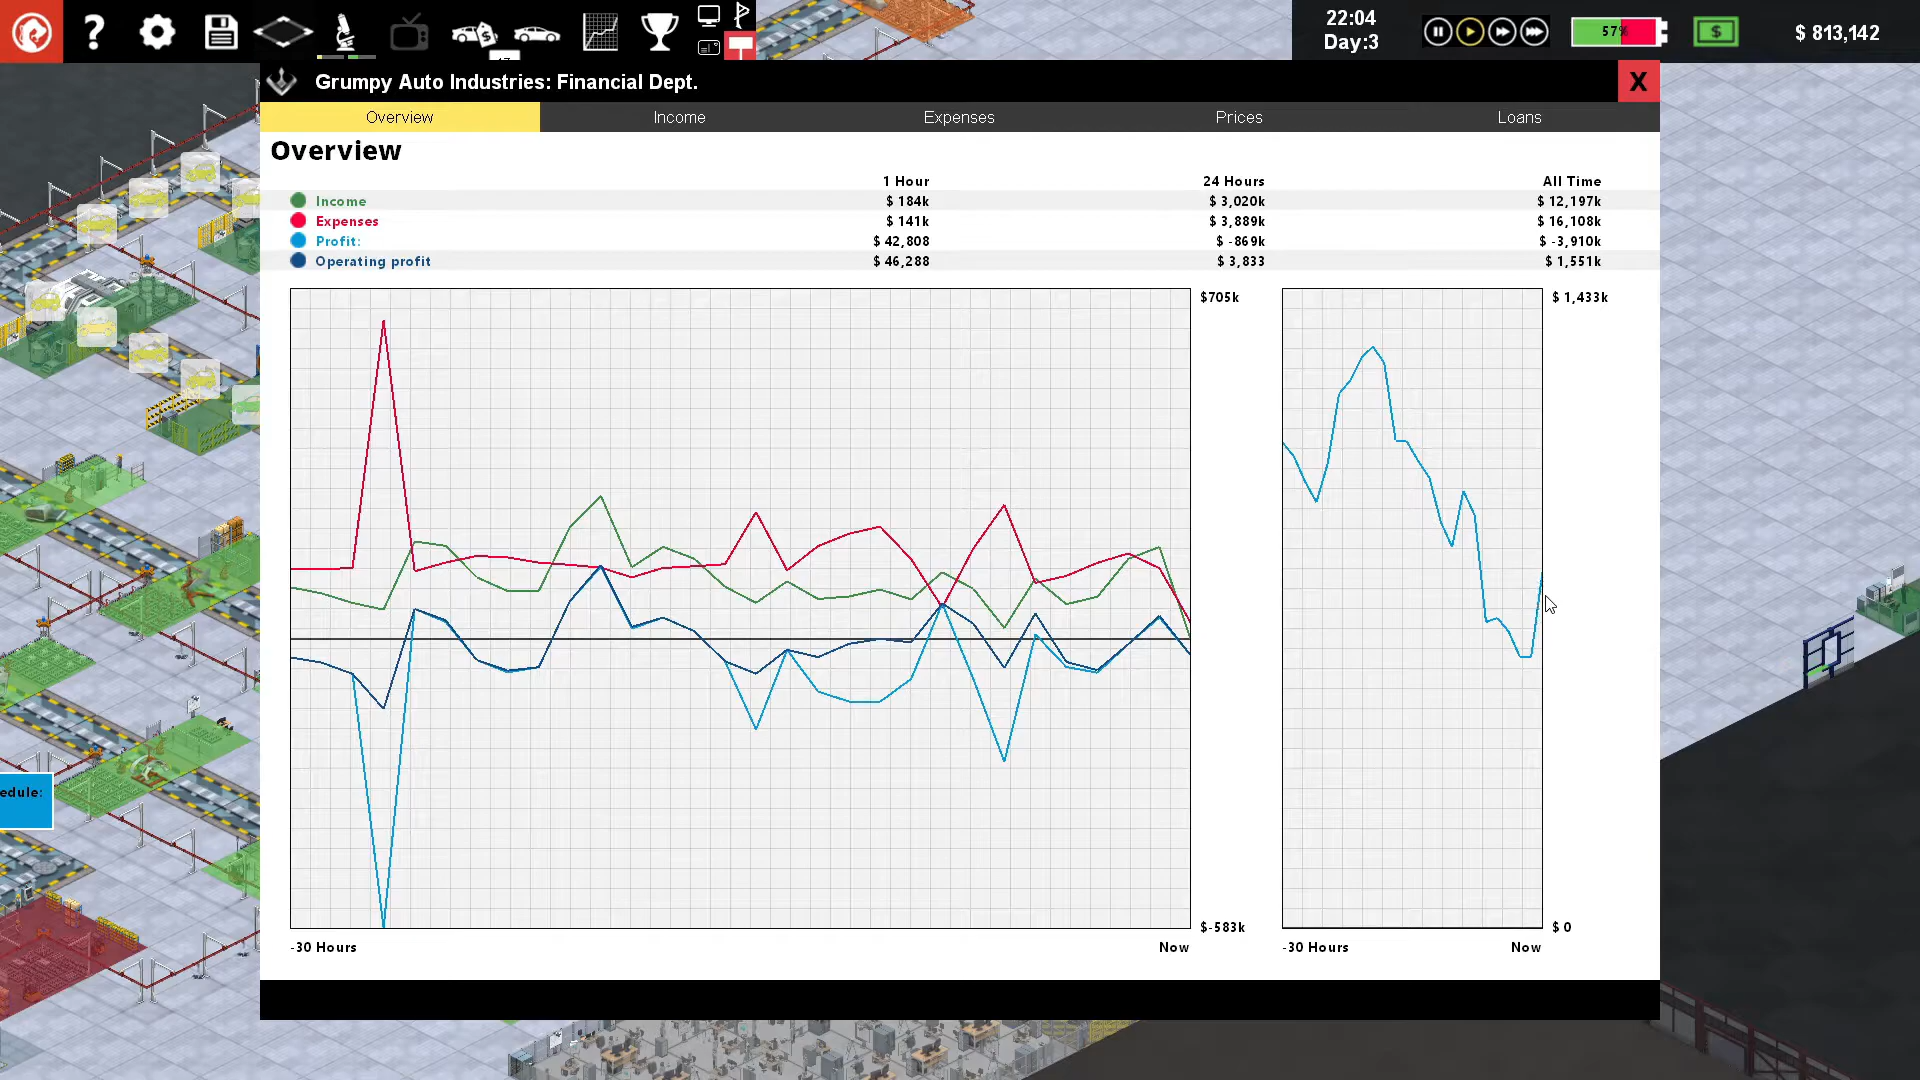 22:04
Day:3
57%
$
$ 813,142
Grumpy Auto Industries: Financial Dept.
X
Overview
Income
Expenses
Prices
Loans
Overview
1 Hour
24 Hours
All Time
Income
$ 184k
$ 3,020k
$ 12,197k
Expenses
$ 141k
$ 3,889k
$ 16,108k
Profit:
$ 42,808
$ -869k
$ -3,910k
Operating profit
$ 46,288
$ 3,833
$ 1,551k
$705k
$ 1,433k
edule:
$-583k
$ 0
-30 Hours
Now
-30 Hours
Now